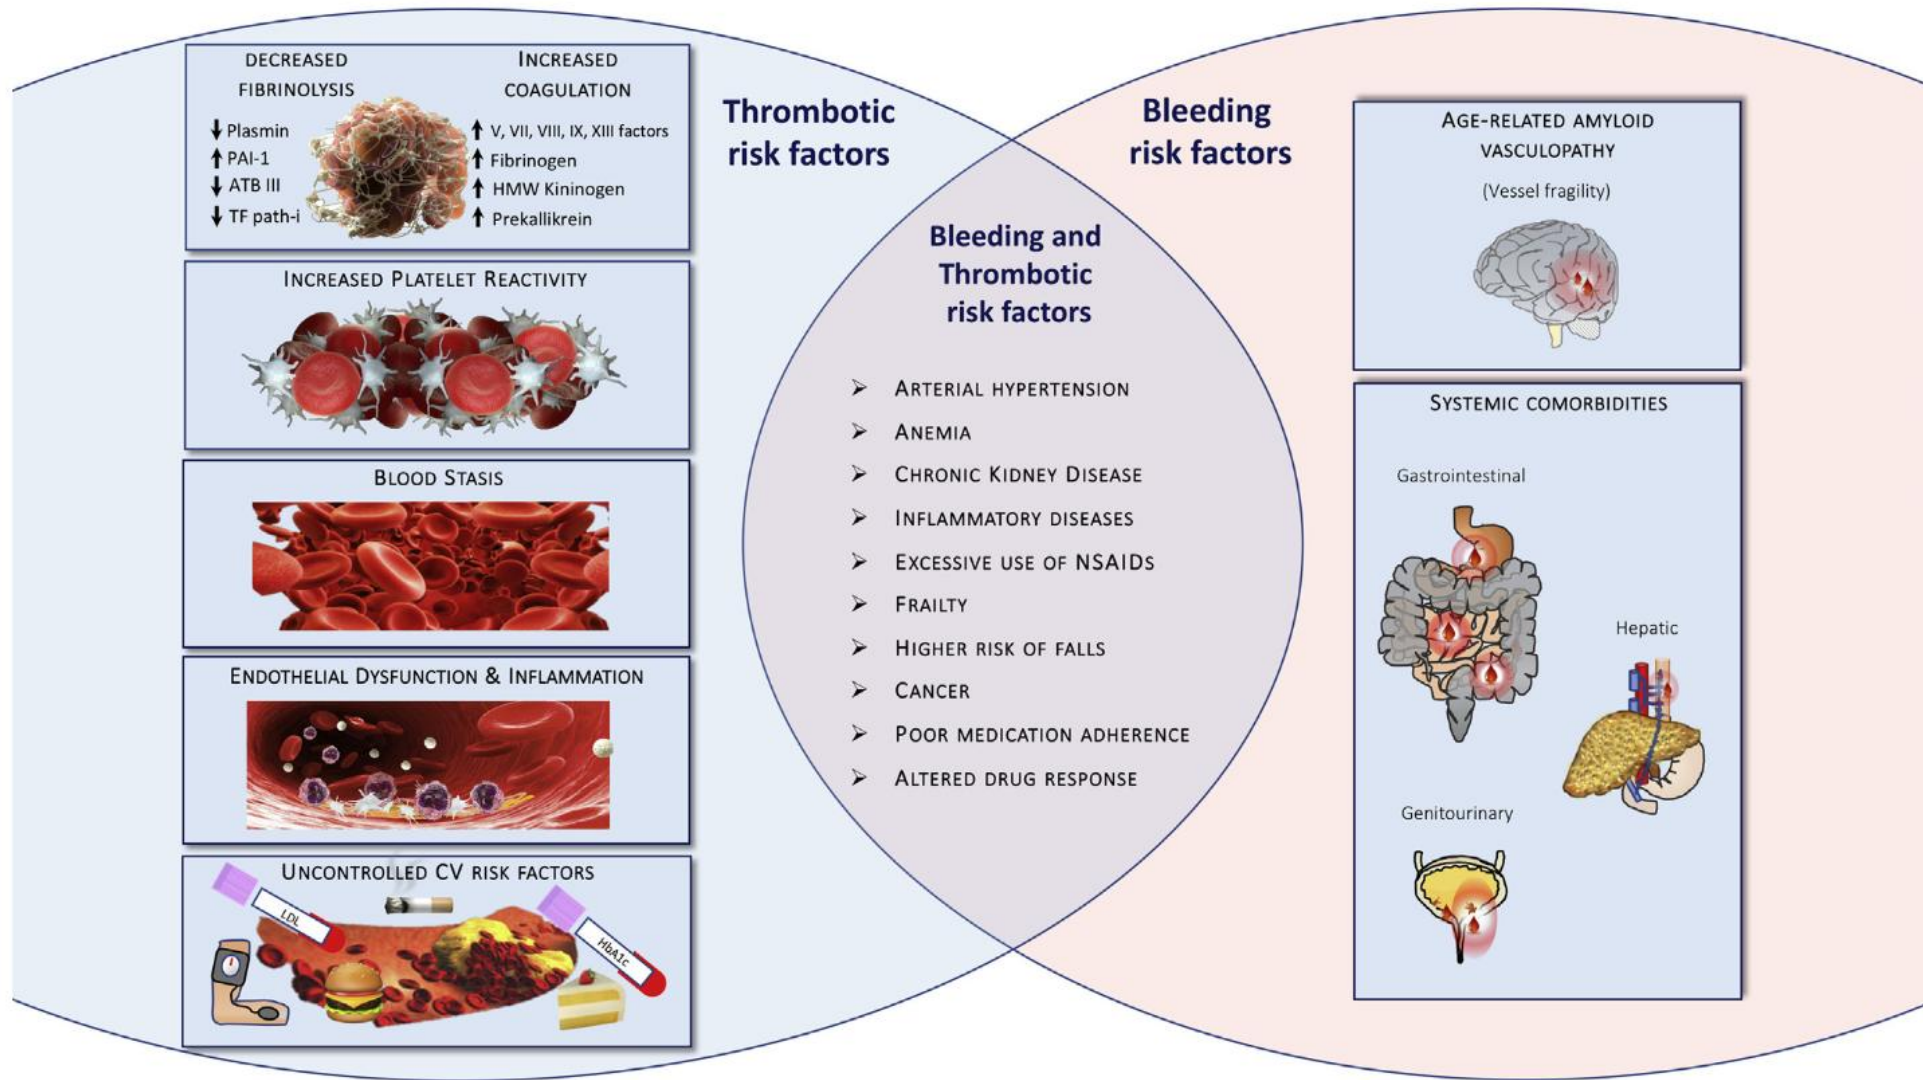 DECREASED
FIBRINOLYSIS
Plasmin
PAI-1
ATB III
TF path-i
INCREASED
COAGULATION
V, VII, VIII, IX, XIII factors
Fibrinogen
HMW Kininogen
Prekallikrein
INCREASED PLATELET REACTIVITY
BLOOD STASIS
ENDOTHELIAL DYSFUNCTION & INFLAMMATION
UNCONTROLLED CV RISK FACTORS
LDL
HbA1c
Thrombotic
risk factors
Bleeding and
Thrombotic
risk factors
ARTERIAL HYPERTENSION
ANEMIA
CHRONIC KIDNEY DISEASE
INFLAMMATORY DISEASES
EXCESSIVE USE OF NSAIDS
FRAILTY
HIGHER RISK OF FALLS
CANCER
POOR MEDICATION ADHERENCE
ALTERED DRUG RESPONSE
Bleeding
risk factors
AGE-RELATED AMYLOID
VASCULOPATHY
(Vessel fragility)
SYSTEMIC COMORBIDITIES
Gastrointestinal
Hepatic
Genitourinary